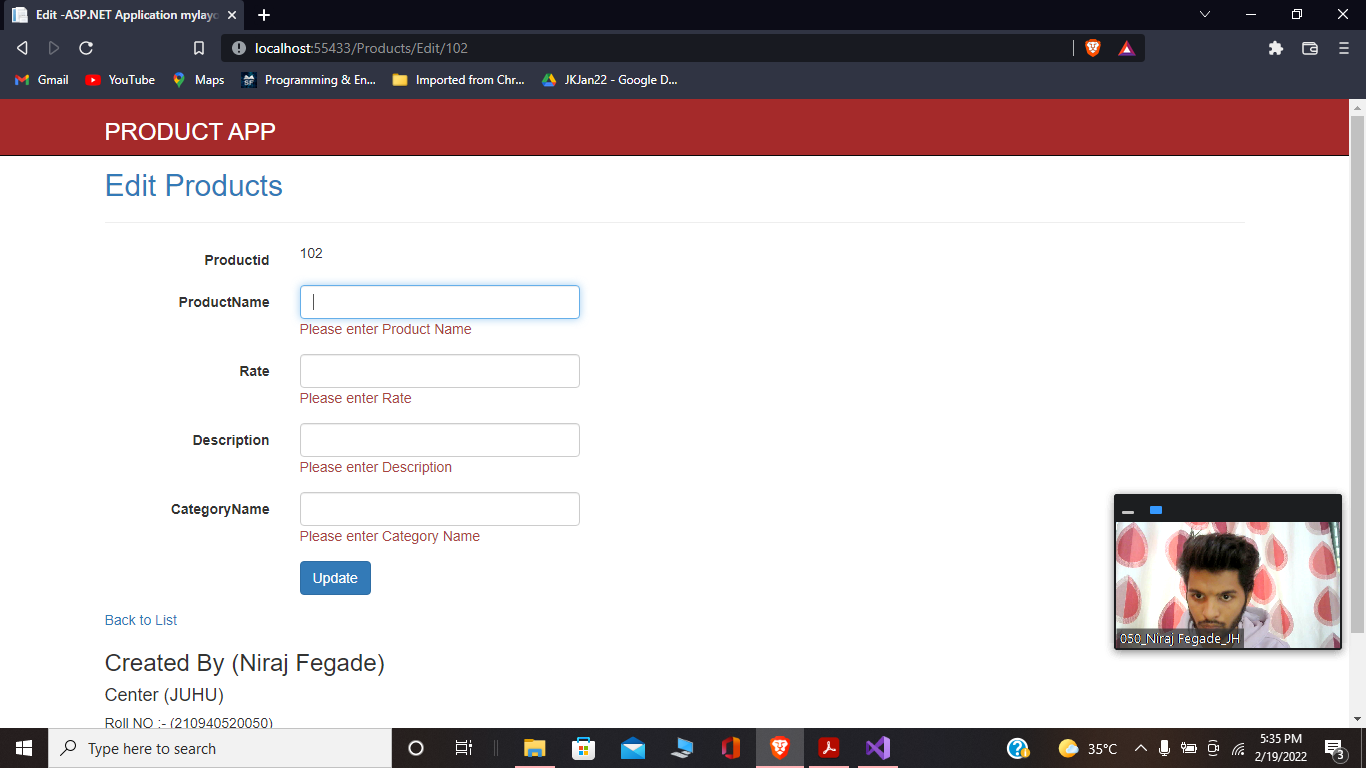 Edit -ASP.NET Application mylayo
localhost:55433/Products/Edit/102
Gmail YouTube Maps Programming & En... Imported from Chr... JKJan22 - Google D...
PRODUCT APP
Edit Products
Productid 102
ProductName
Please enter Product Name
Rate
Please enter Rate
Description
Please enter Description
CategoryName
Please enter Category Name
Update
Back to List
050_Niraj Fegade_JH
Created By (Niraj Fegade)
Center (JUHU)
Roll NO :- (210940520050)
Type here to search
35°C
5:35 PM
2/19/2022
3